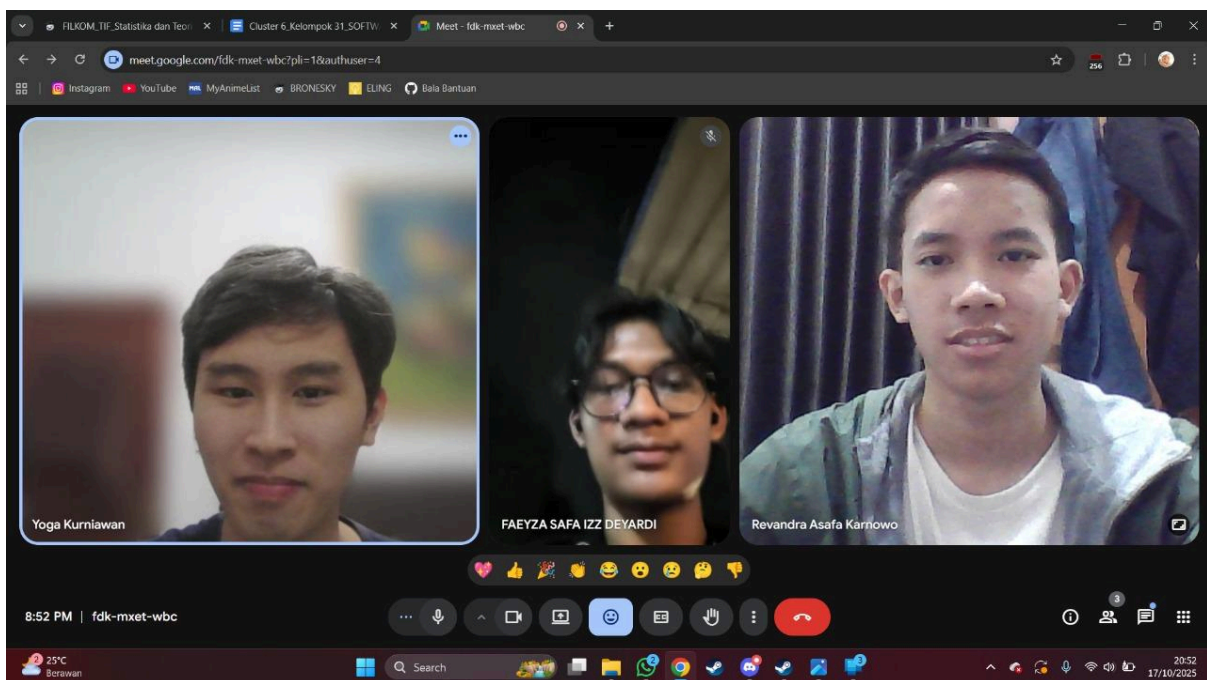 FILKOM_TIF_Statistika dan Teori
Cluster 6_Kelompok 31_SOFTW
Meet - fdk-mxet-wbc
meet.google.com/fdk-mxet-wbc?pli=1&authuser=4
256
Instagram
YouTube
MyAnimeList
BRONESKY
ELING
Bala Bantuan
Yoga Kurniawan
FAEYZA SAFA IZZ DEYARDI
Revandra Asafa Karnowo
8:52 PM | fdk-mxet-wbc
3
25°C
Berawan
Search
20:52
17/10/2025